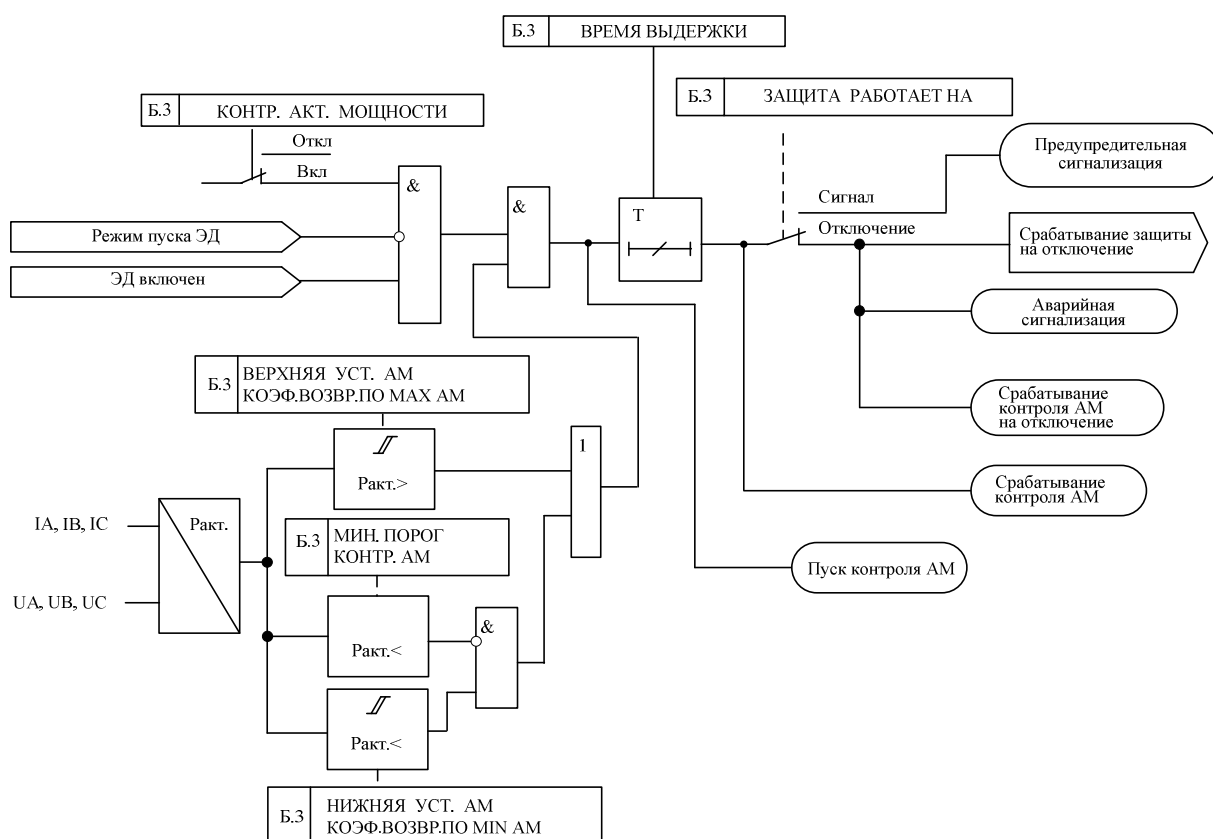 Б.3 ВРЕМЯ ВЫДЕРЖКИ
Б.3 КОНТР. АКТ. МОЩНОСТИ
Б.3 ЗАЩИТА РАБОТАЕТ НА
Откл
Вкл
&
&
Режим пуска ЭД
ЭД включен
T
Сигнал
Отключение
Предупредительная
сигнализация
Срабатывание защиты
на отключение
Аварийная
сигнализация
Срабатывание
контроля АМ
на отключение
Срабатывание
контроля АМ
Пуск контроля АМ
Б.3 ВЕРХНЯЯ УСТ. АМ
КОЭФ.ВОЗВР.ПО MAX АМ
Ракт.>
1
IA, IB, IC
UA, UB, UC
Ракт.
Б.3 МИН. ПОРОГ
КОНТР. АМ
Ракт.<
&
Ракт.<
Б.3 НИЖНЯЯ УСТ. АМ
КОЭФ.ВОЗВР.ПО MIN АМ